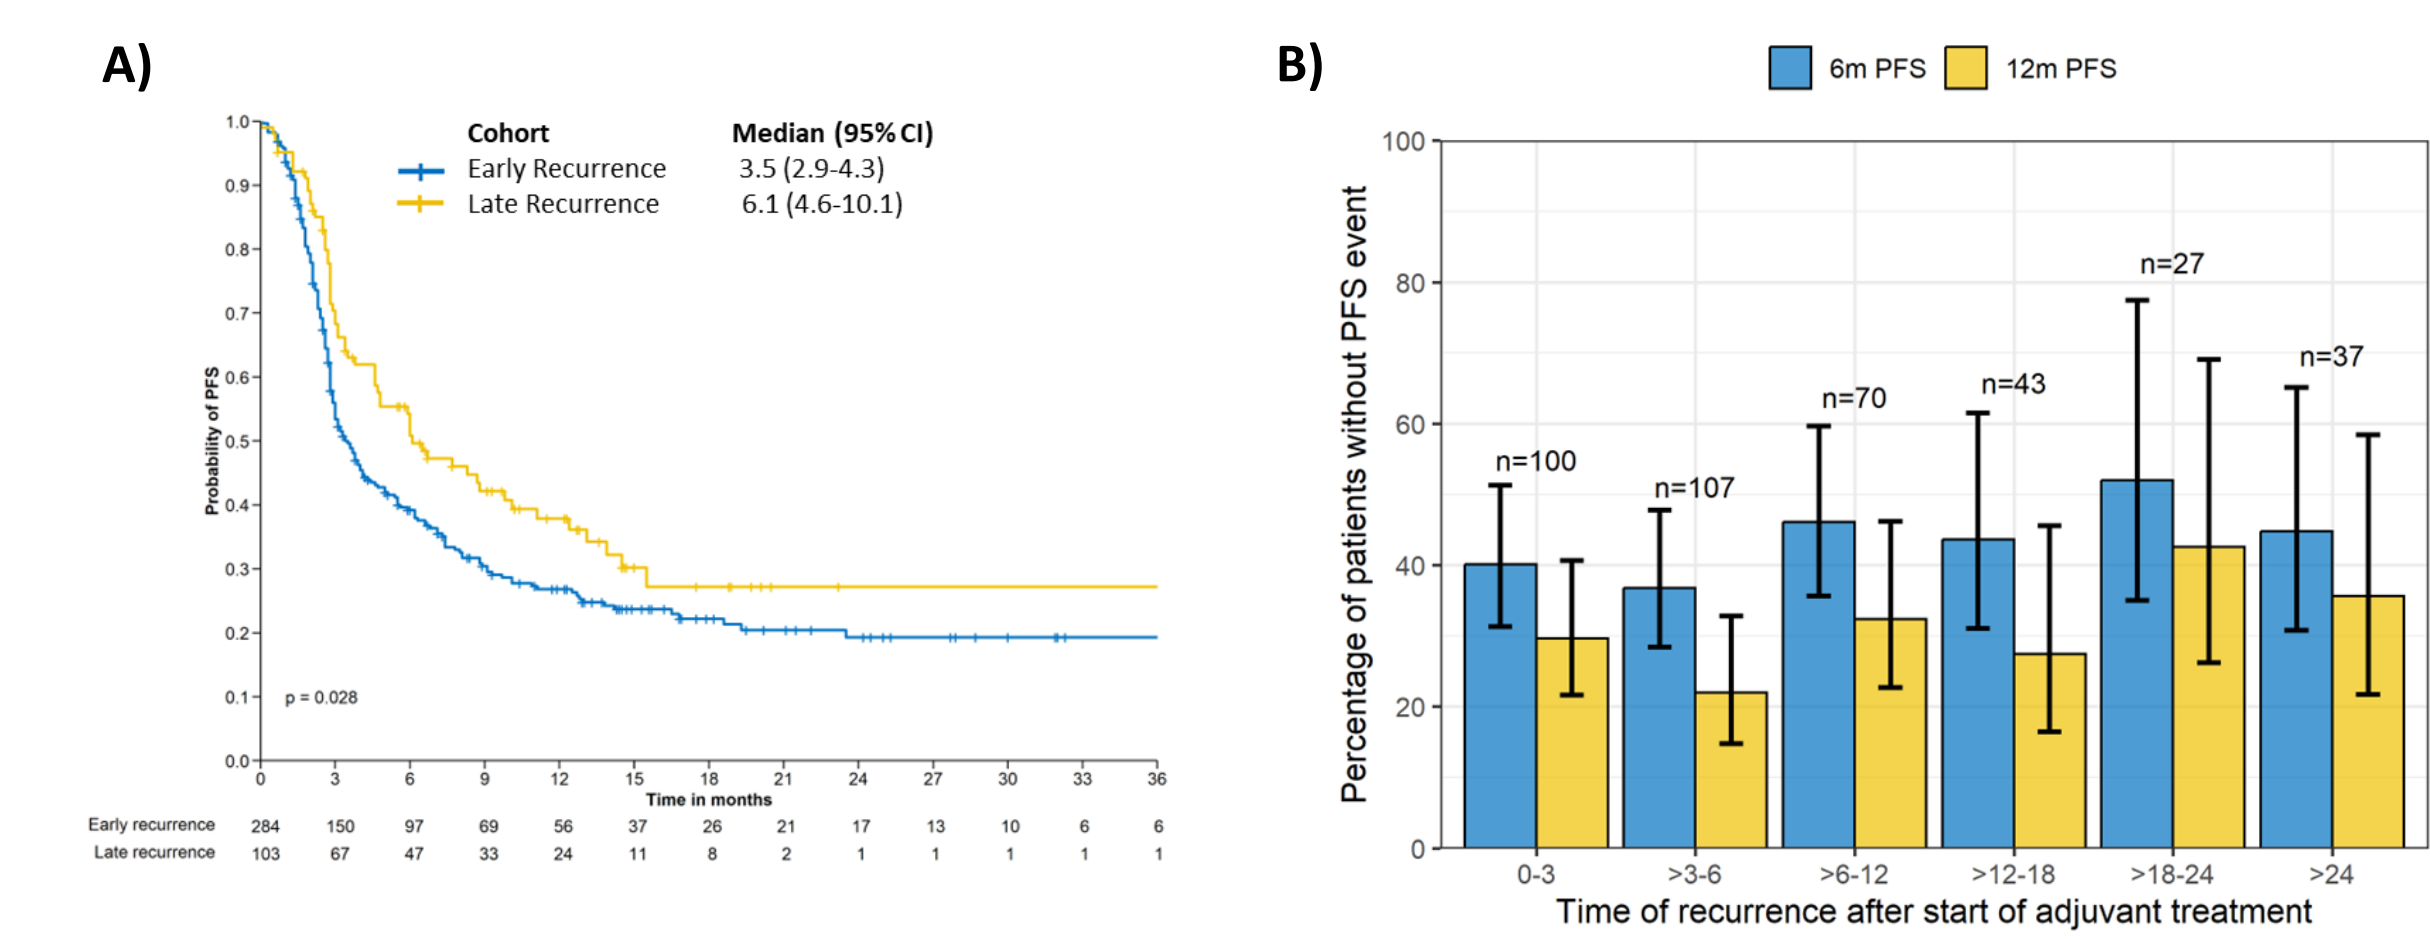 A)
Cohort Median (95% CI)
Early Recurrence 3.5 (2.9-4.3)
Late Recurrence 6.1 (4.6-10.1)
Probability of PFS
1.0
0.9
0.8
0.7
0.6
0.5
0.4
0.3
0.2
0.1
0.0
p = 0.028
0 3 6 9 12 15 18 21 24 27 30 33 36
Time in months
Early recurrence 284 150 97 69 56 37 26 21 17 13 10 6 6
Late recurrence 103 67 47 33 24 11 8 2 1 1 1 1 1
B)
6m PFS 12m PFS
Percentage of patients without PFS event
100
80
60
40
20
0
n=100
n=107
n=70
n=43
n=27
n=37
0-3 >3-6 >6-12 >12-18 >18-24 >24
Time of recurrence after start of adjuvant treatment